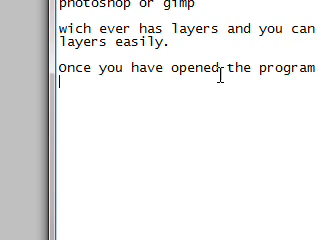 photoshop or gimp
wich ever has layers and you can
layers easily.
Once you have opened the program